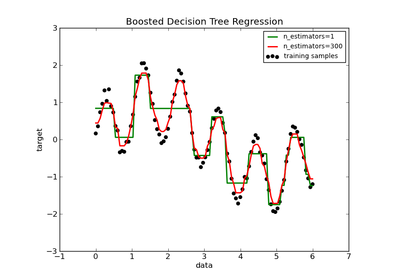 Boosted Decision Tree Regression
n_estimators=1
n_estimators=300
training samples
target
3
2
1
0
−1
−2
−3
−1
0
1
2
3
4
5
6
7
data